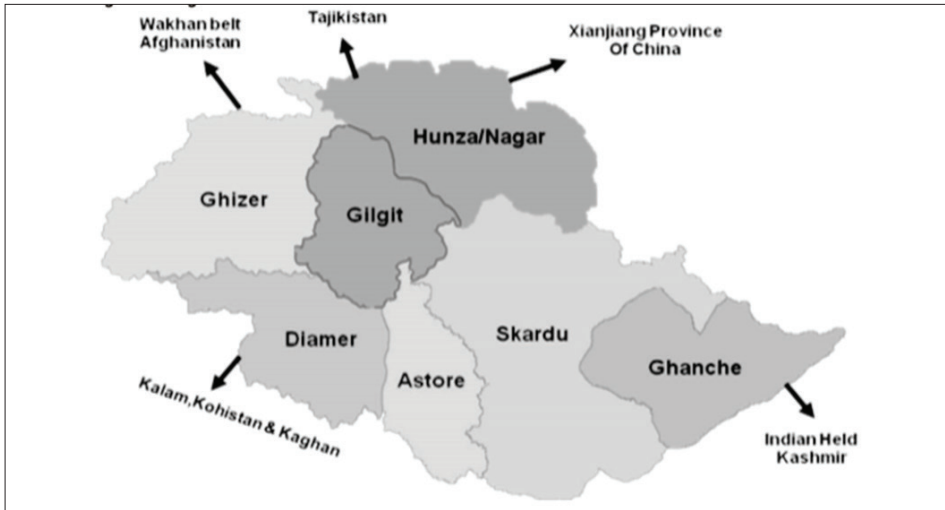 Wakhan belt
Afghanistan
Tajikistan
Xianjiang Province
Of China
Hunza/Nagar
Ghizer
Gilgit
Skardu
Diamer
Ghanche
Astore
Kalam,Kohistan & Kaghan
Indian Held
Kashmir